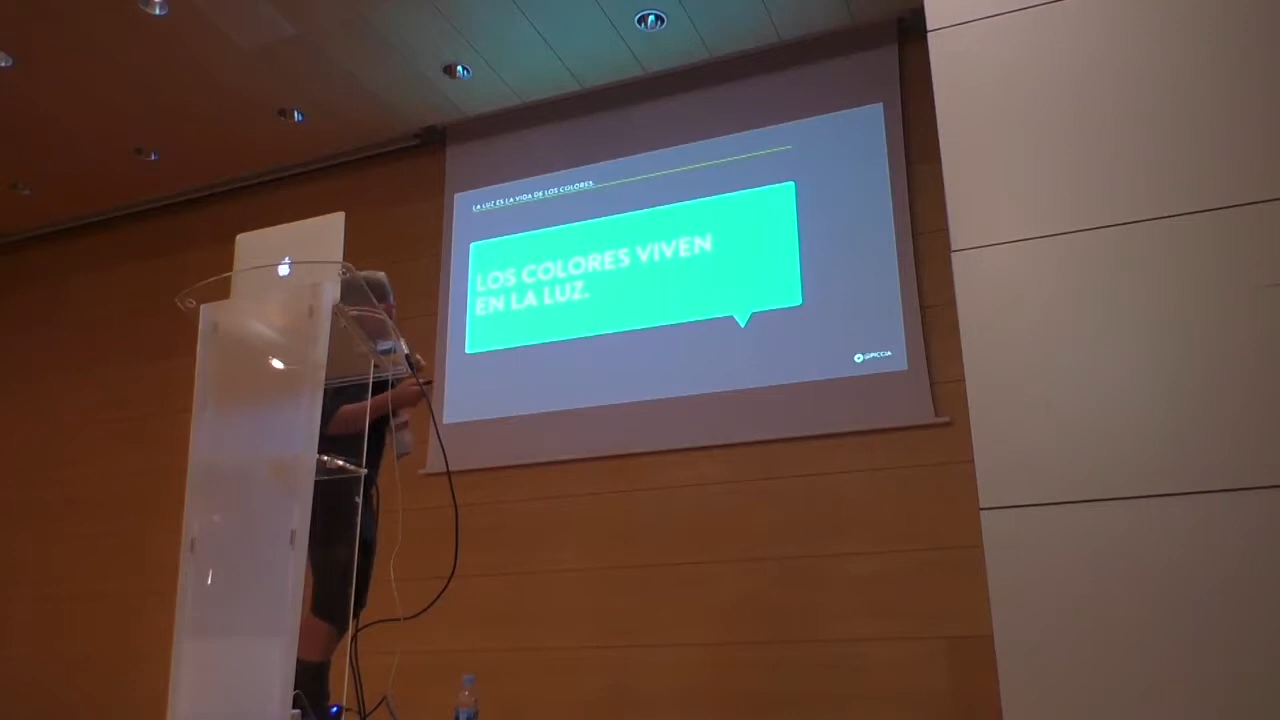 LA LUZ ES LA VIDA DE LOS COLORES.
LOS COLORES VIVEN
EN LA LUZ.
@PICCIA